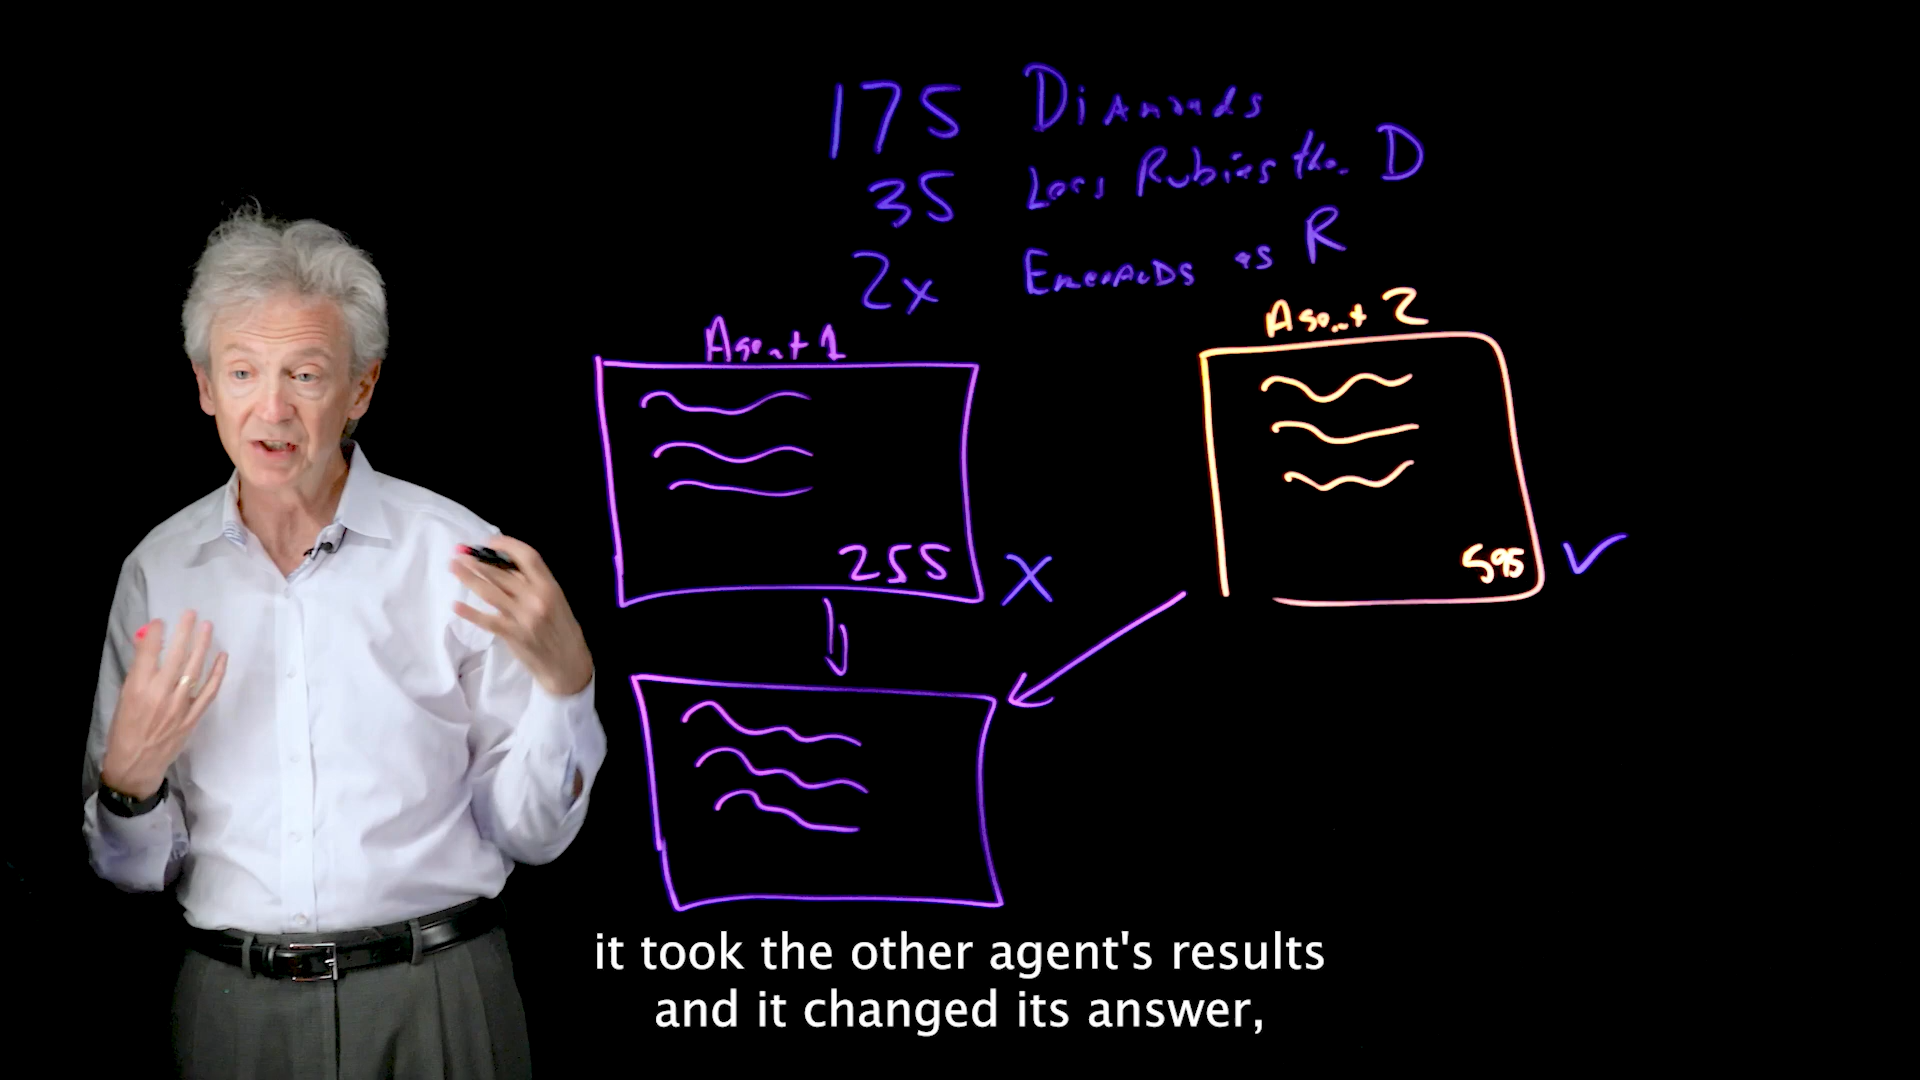 175 Diamonds
35 Less Rubies than D
2x Emeralds as R
Agent 1
Agent 2
255 X
595 ✓
it took the other agent's results
and it changed its answer,